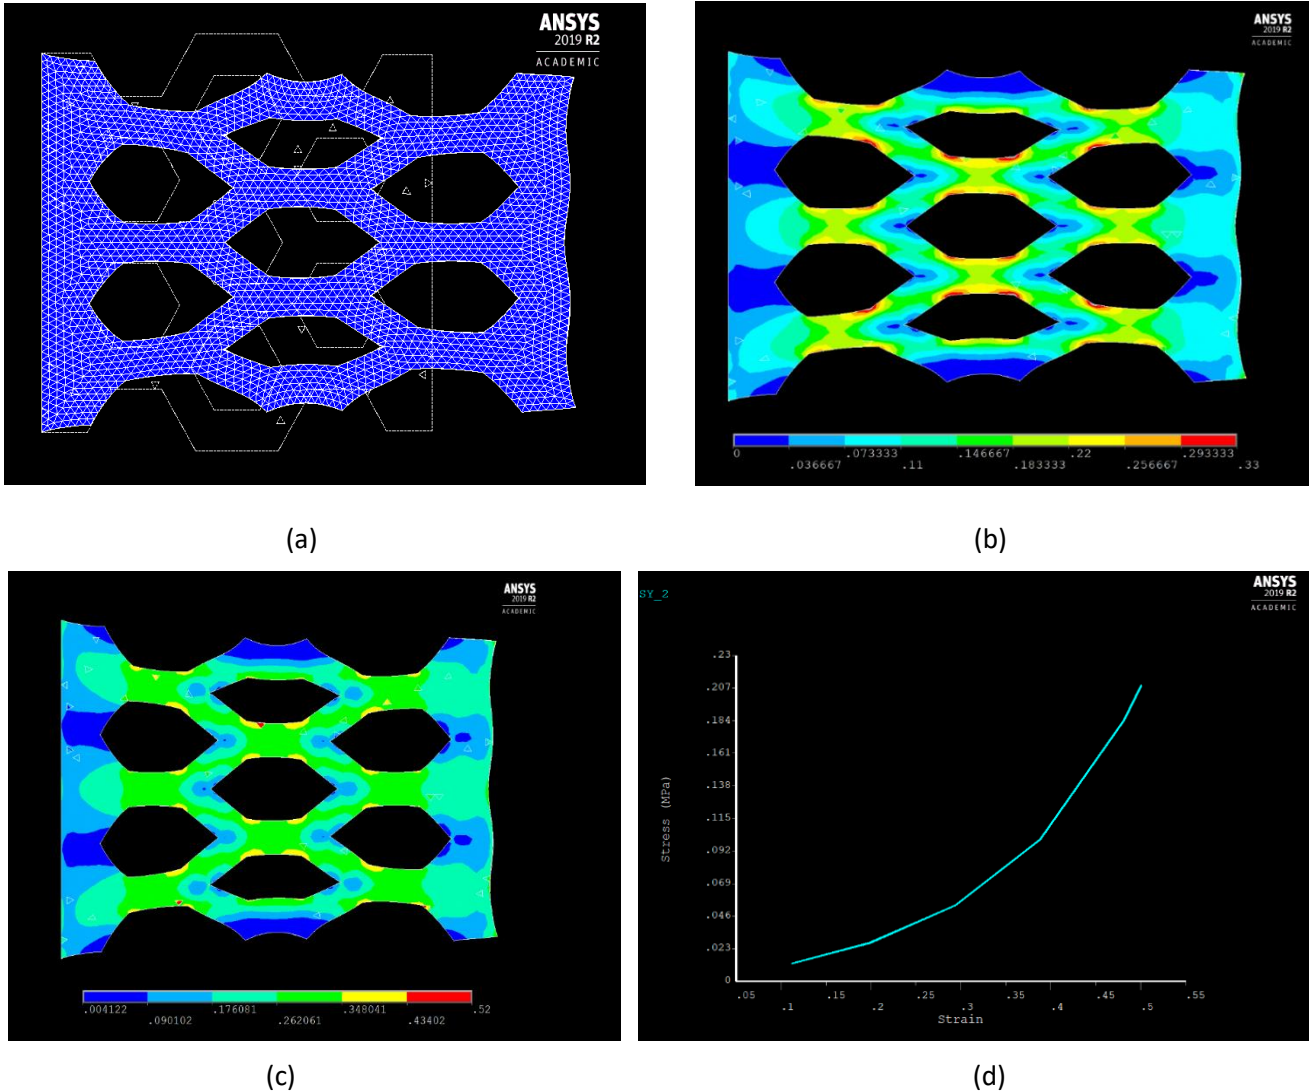 ANSYS
2019 R2
ACADEMIC
ANSYS
2019 R2
ACADEMIC
0 .073333 .146667 .22 .293333
.036667 .11 .183333 .256667 .33
(a)
(b)
ANSYS
2019 R2
ACADEMIC
.004122 .176081 .348041 .52
.090102 .262061 .43402
ANSYS
2019 R2
ACADEMIC
SY_2
.23
.207
.184
.161
.138
.115
.092
.069
.046
.023
0
Stress (MPa)
.05 .15 .25 .35 .45 .55
.1 .2 .3 .4 .5
Strain
(c)
(d)